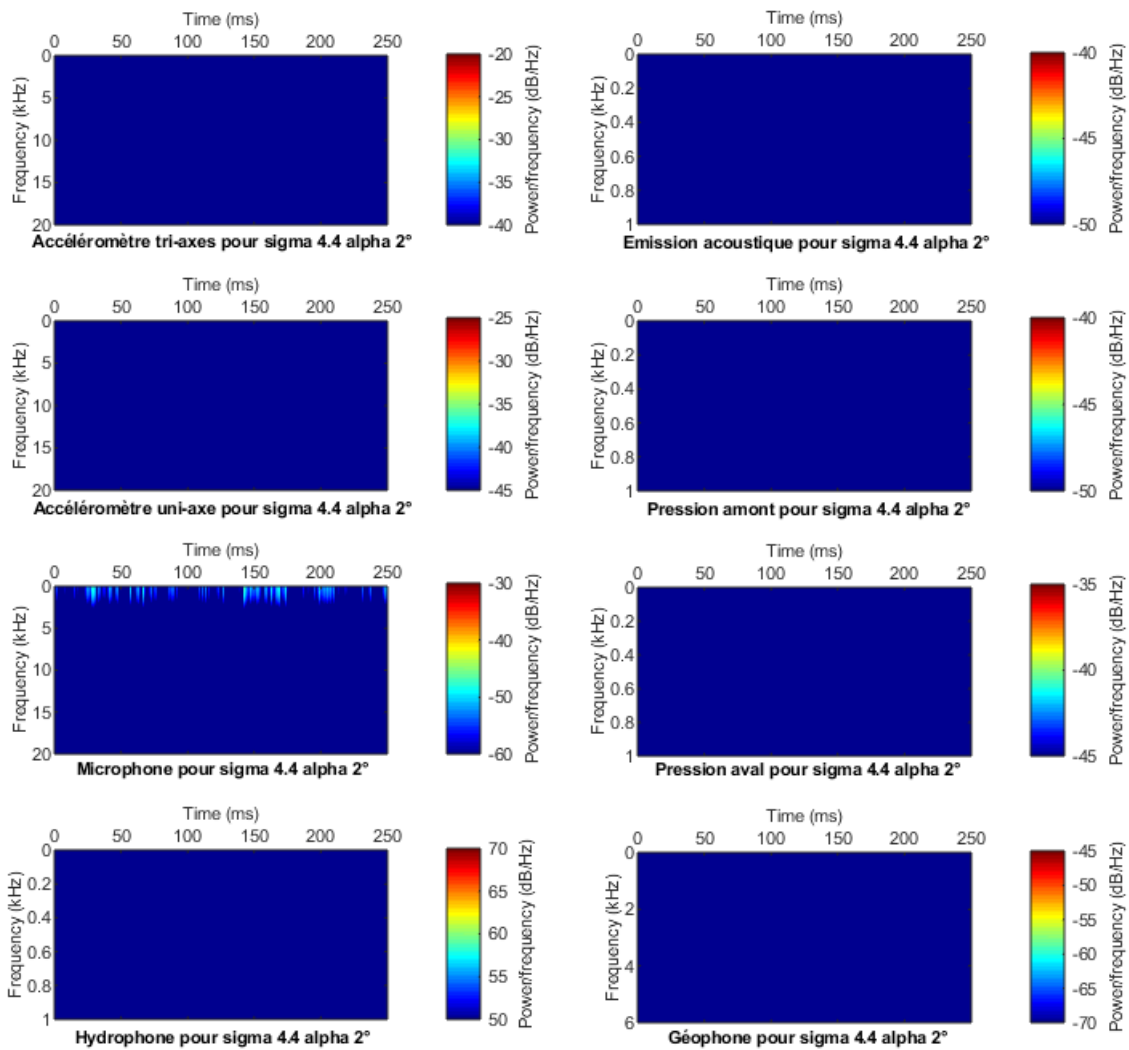 Time (ms)
0 50 100 150 200 250
Frequency (kHz)
0
5
10
15
20
-20
-25
-30
-35
-40
Power/frequency (dB/Hz)
Accéléromètre tri-axes pour sigma 4.4 alpha 2°
Time (ms)
0 50 100 150 200 250
Frequency (kHz)
0
0.2
0.4
0.6
0.8
1
-40
-45
-50
Power/frequency (dB/Hz)
Emission acoustique pour sigma 4.4 alpha 2°
Time (ms)
0 50 100 150 200 250
Frequency (kHz)
0
5
10
15
20
-25
-30
-35
-40
-45
Power/frequency (dB/Hz)
Accéléromètre uni-axe pour sigma 4.4 alpha 2°
Time (ms)
0 50 100 150 200 250
Frequency (kHz)
0
0.2
0.4
0.6
0.8
1
-40
-45
-50
Power/frequency (dB/Hz)
Pression amont pour sigma 4.4 alpha 2°
Time (ms)
0 50 100 150 200 250
Frequency (kHz)
0
5
10
15
20
-30
-40
-50
-60
Power/frequency (dB/Hz)
Microphone pour sigma 4.4 alpha 2°
Time (ms)
0 50 100 150 200 250
Frequency (kHz)
0
0.2
0.4
0.6
0.8
1
-35
-40
-45
Power/frequency (dB/Hz)
Pression aval pour sigma 4.4 alpha 2°
Time (ms)
0 50 100 150 200 250
Frequency (kHz)
0
0.2
0.4
0.6
0.8
1
70
65
60
55
50
Power/frequency (dB/Hz)
Hydrophone pour sigma 4.4 alpha 2°
Time (ms)
0 50 100 150 200 250
Frequency (kHz)
0
2
4
6
-45
-50
-55
-60
-65
-70
Power/frequency (dB/Hz)
Géophone pour sigma 4.4 alpha 2°